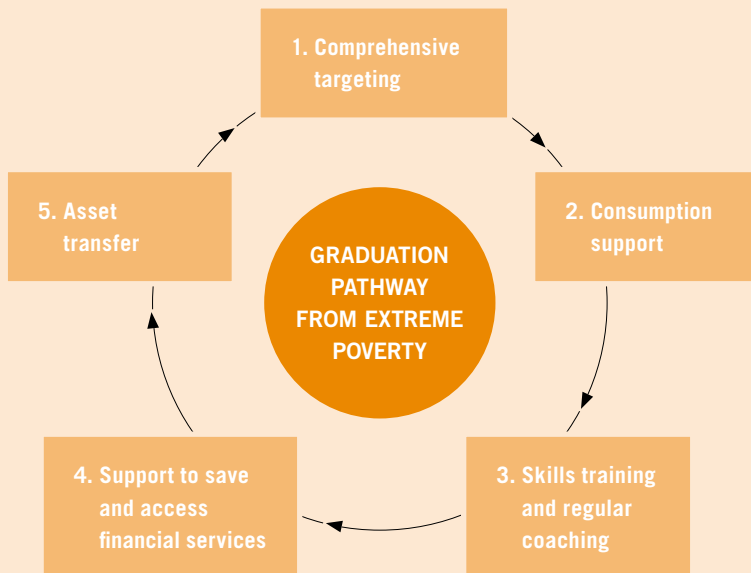 1. Comprehensive
targeting
2. Consumption
support
3. Skills training
and regular
coaching
4. Support to save
and access
financial services
5. Asset
transfer
GRADUATION
PATHWAY
FROM EXTREME
POVERTY